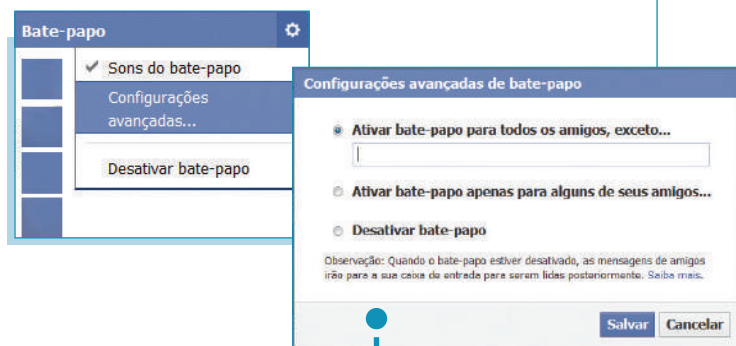 Bate-papo
Sons do bate-papo
Configurações
avançadas...
Desativar bate-papo
Configurações avançadas de bate-papo
Ativar bate-papo para todos os amigos, exceto...
Ativar bate-papo apenas para alguns de seus amigos...
Desativar bate-papo
Observação: Quando o bate-papo estiver desativado, as mensagens de amigos
irão para a sua caixa de entrada para serem lidas posteriormente. Saiba mais.
Salvar Cancelar